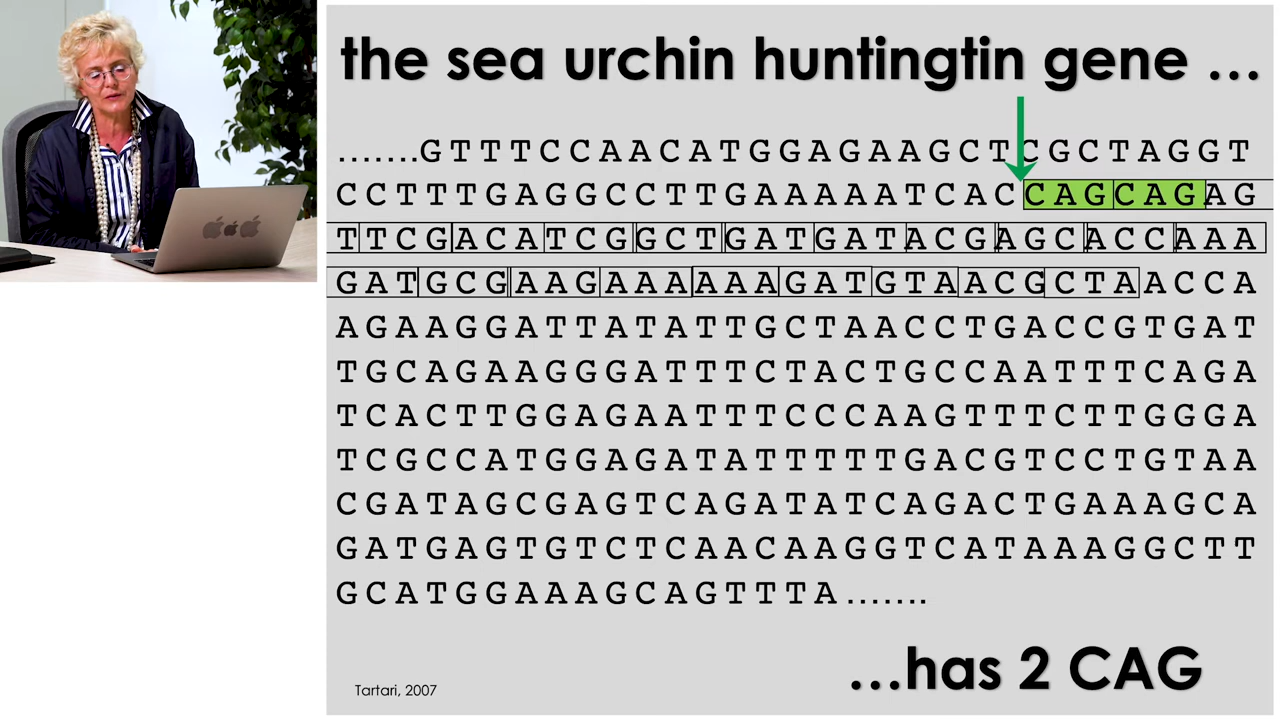 the sea urchin huntingtin gene …
.......GTTTCCAACATGGAGAAGCTCGCTAGGT
CCTTTGAGGCCTTGAAAAATCACCAGCAGAG
TTCGACATCGGCTGATGATACGAGCACCAAA
GATGCGAAGAAAAAAGATGTAACGCTAACCA
AGAAGGATTATATTGCTAACCTGACCGTGAT
TGCAGAAGGGATTTCTACTGCCAATTTCAGA
TCACTTGGAGAATTTCCCAAGTTTCTTGGGA
TCGCCATGGAGATATTTTTGACGTCCTGTAA
CGATAGCGAGTCAGATATCAGACTGAAAGCA
GATGAGTGTCTCAACAAGGTCATAAAGGCTT
GCATGGAAAGCAGTTTA.......
…has 2 CAG
Tartari, 2007